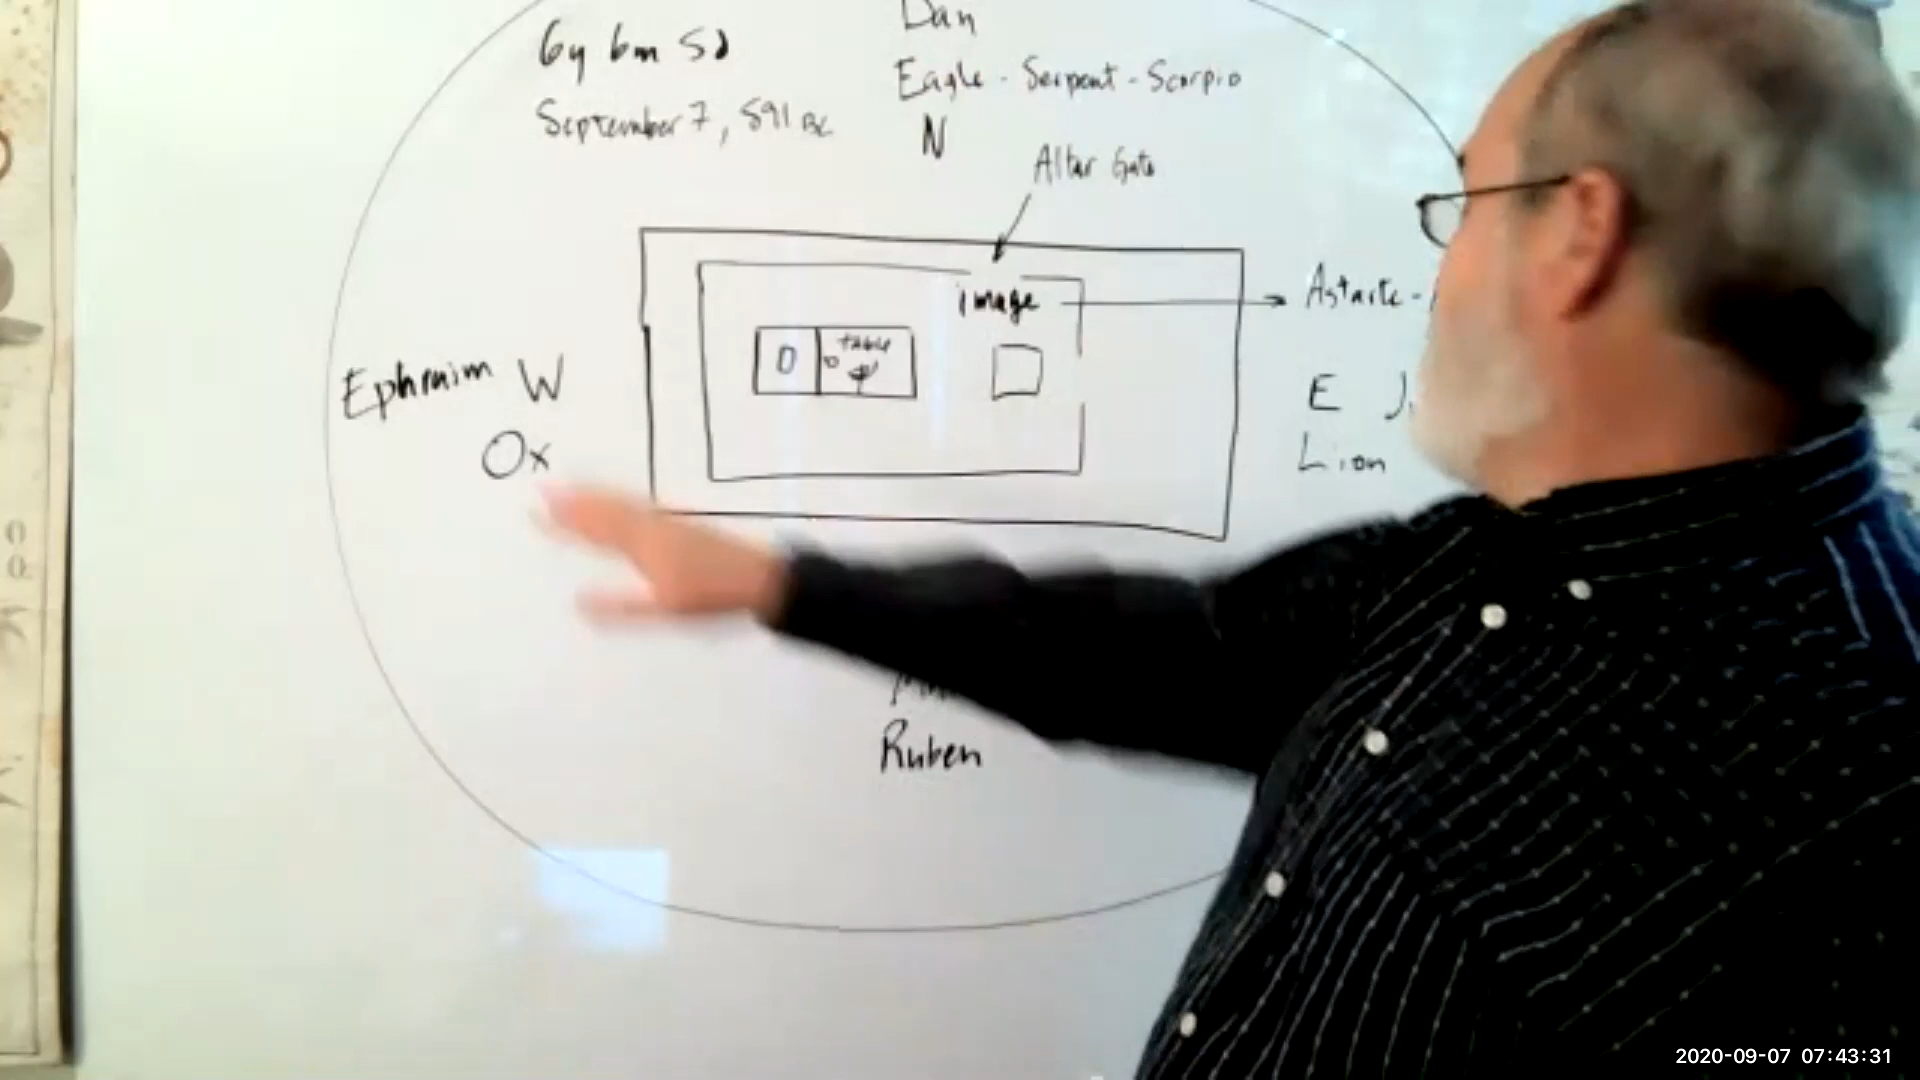 Dan
6y 6m 5d
Eagle - Serpent - Scorpio
September 7, 591 BC
N
Altar Gate
image
Astarte -
table
Ephraim W
E J
Ox
Lion
Ruben
2020-09-07 07:43:31